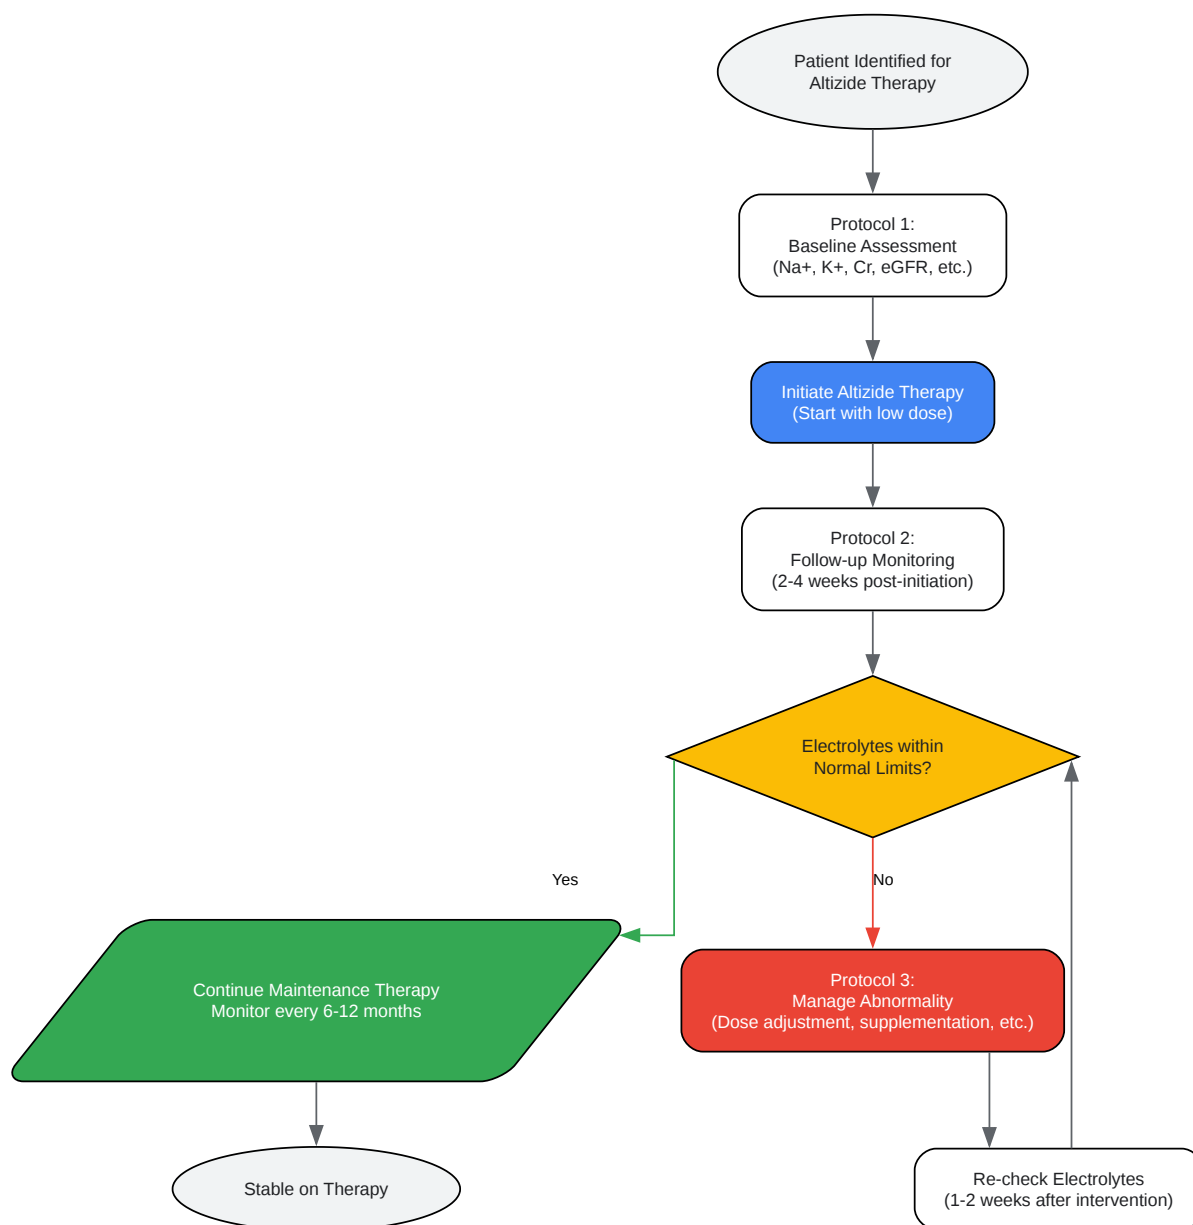 Patient Identified for
Altizide Therapy
Protocol 1:
Baseline Assessment
(Na+, K+, Cr, eGFR, etc.)
Initiate Altizide Therapy
(Start with low dose)
Protocol 2:
Follow-up Monitoring
(2-4 weeks post-initiation)
Electrolytes within
Normal Limits?
Yes
No
Continue Maintenance Therapy
Monitor every 6-12 months
Protocol 3:
Manage Abnormality
(Dose adjustment, supplementation, etc.)
Stable on Therapy
Re-check Electrolytes
(1-2 weeks after intervention)